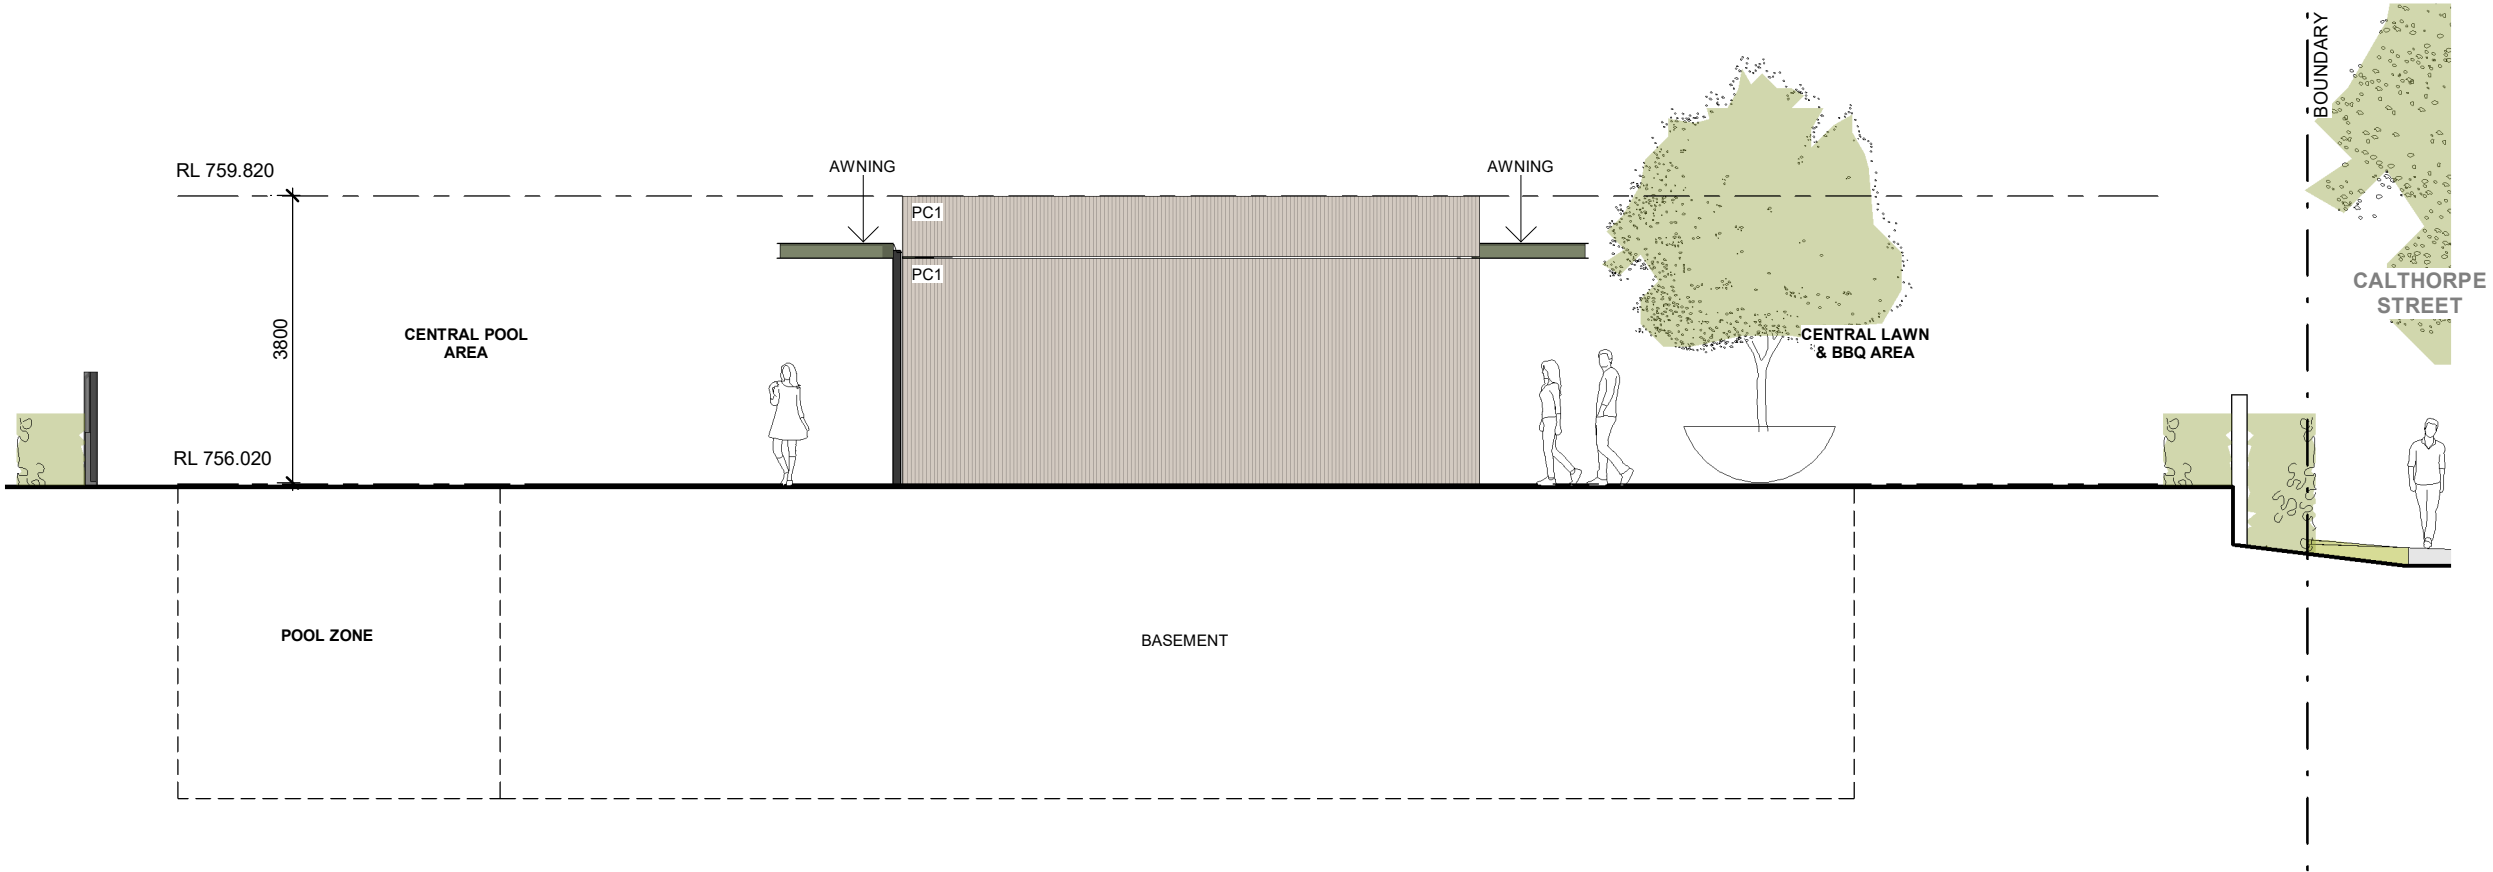 BOUNDARY
RL 759.820
AWNING
AWNING
PC1
PC1
CALTHORPE
STREET
3800
CENTRAL POOL
AREA
CENTRAL LAWN
& BBQ AREA
RL 756.020
POOL ZONE
BASEMENT